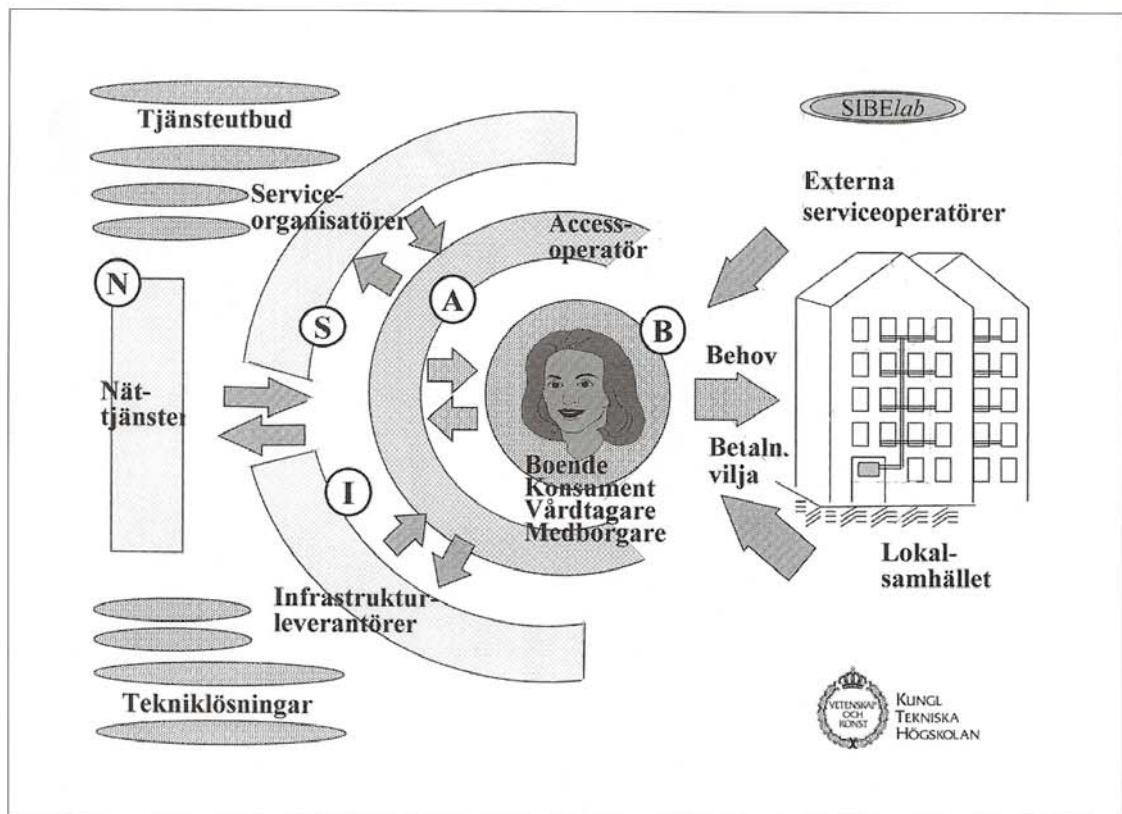 Tjänsteutbud
SIBElab
Service-
organisatörer
Externa
serviceoperatörer
Access-
operatör
N
S
A
B
Behov
Nät-
tjänster
Betaln.
vilja
Boende
Konsument
Vårdtagare
Medborgare
I
Lokal-
samhället
Infrastruktur-
leverantörer
Tekniklösningar
VETENSKAP
OCH
KONST
KUNGL
TEKNISKA
HÖGSKOLAN